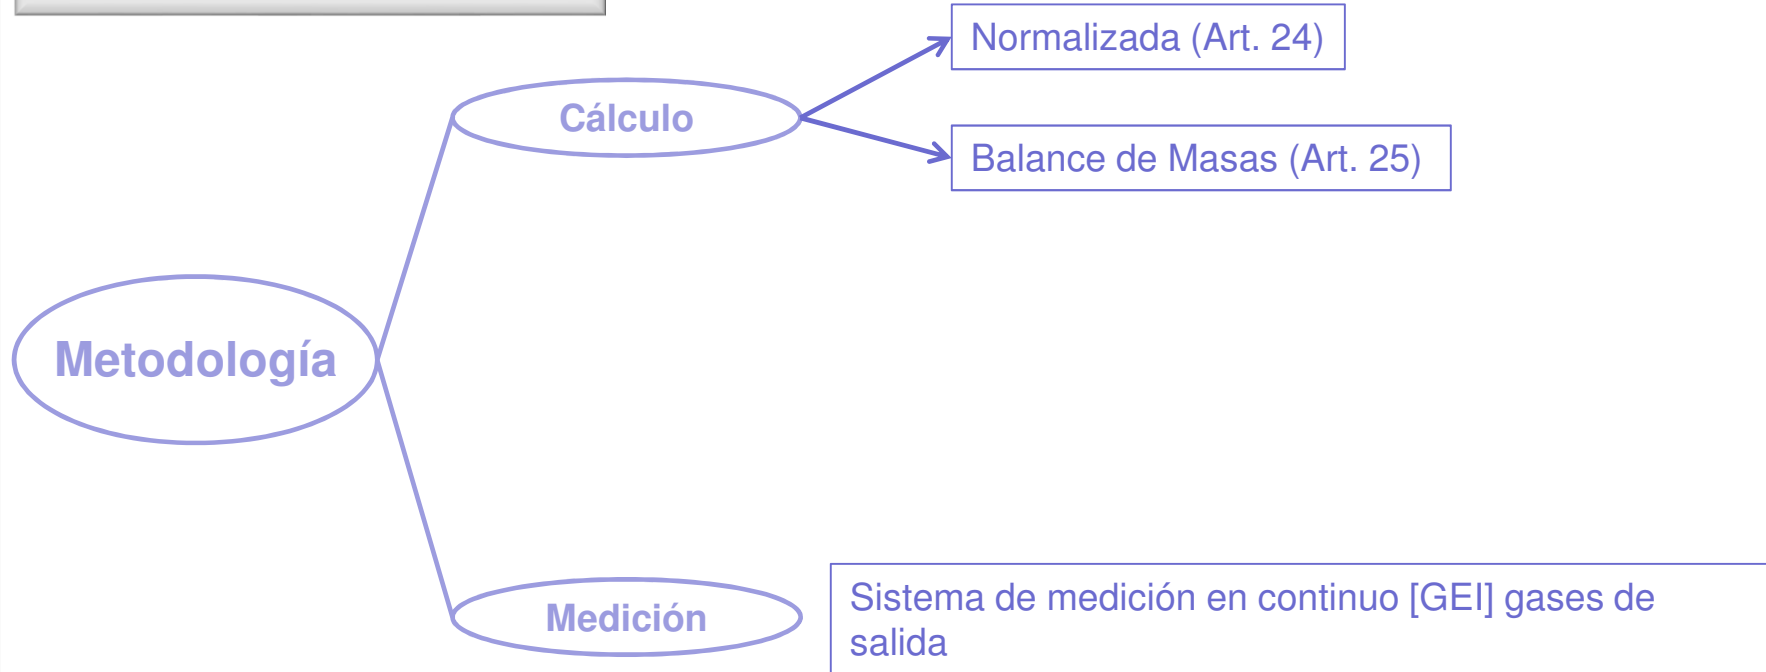 Normalizada (Art. 24)
Cálculo
Balance de Masas (Art. 25)
Metodología
Medición
Sistema de medición en continuo [GEI] gases de
salida